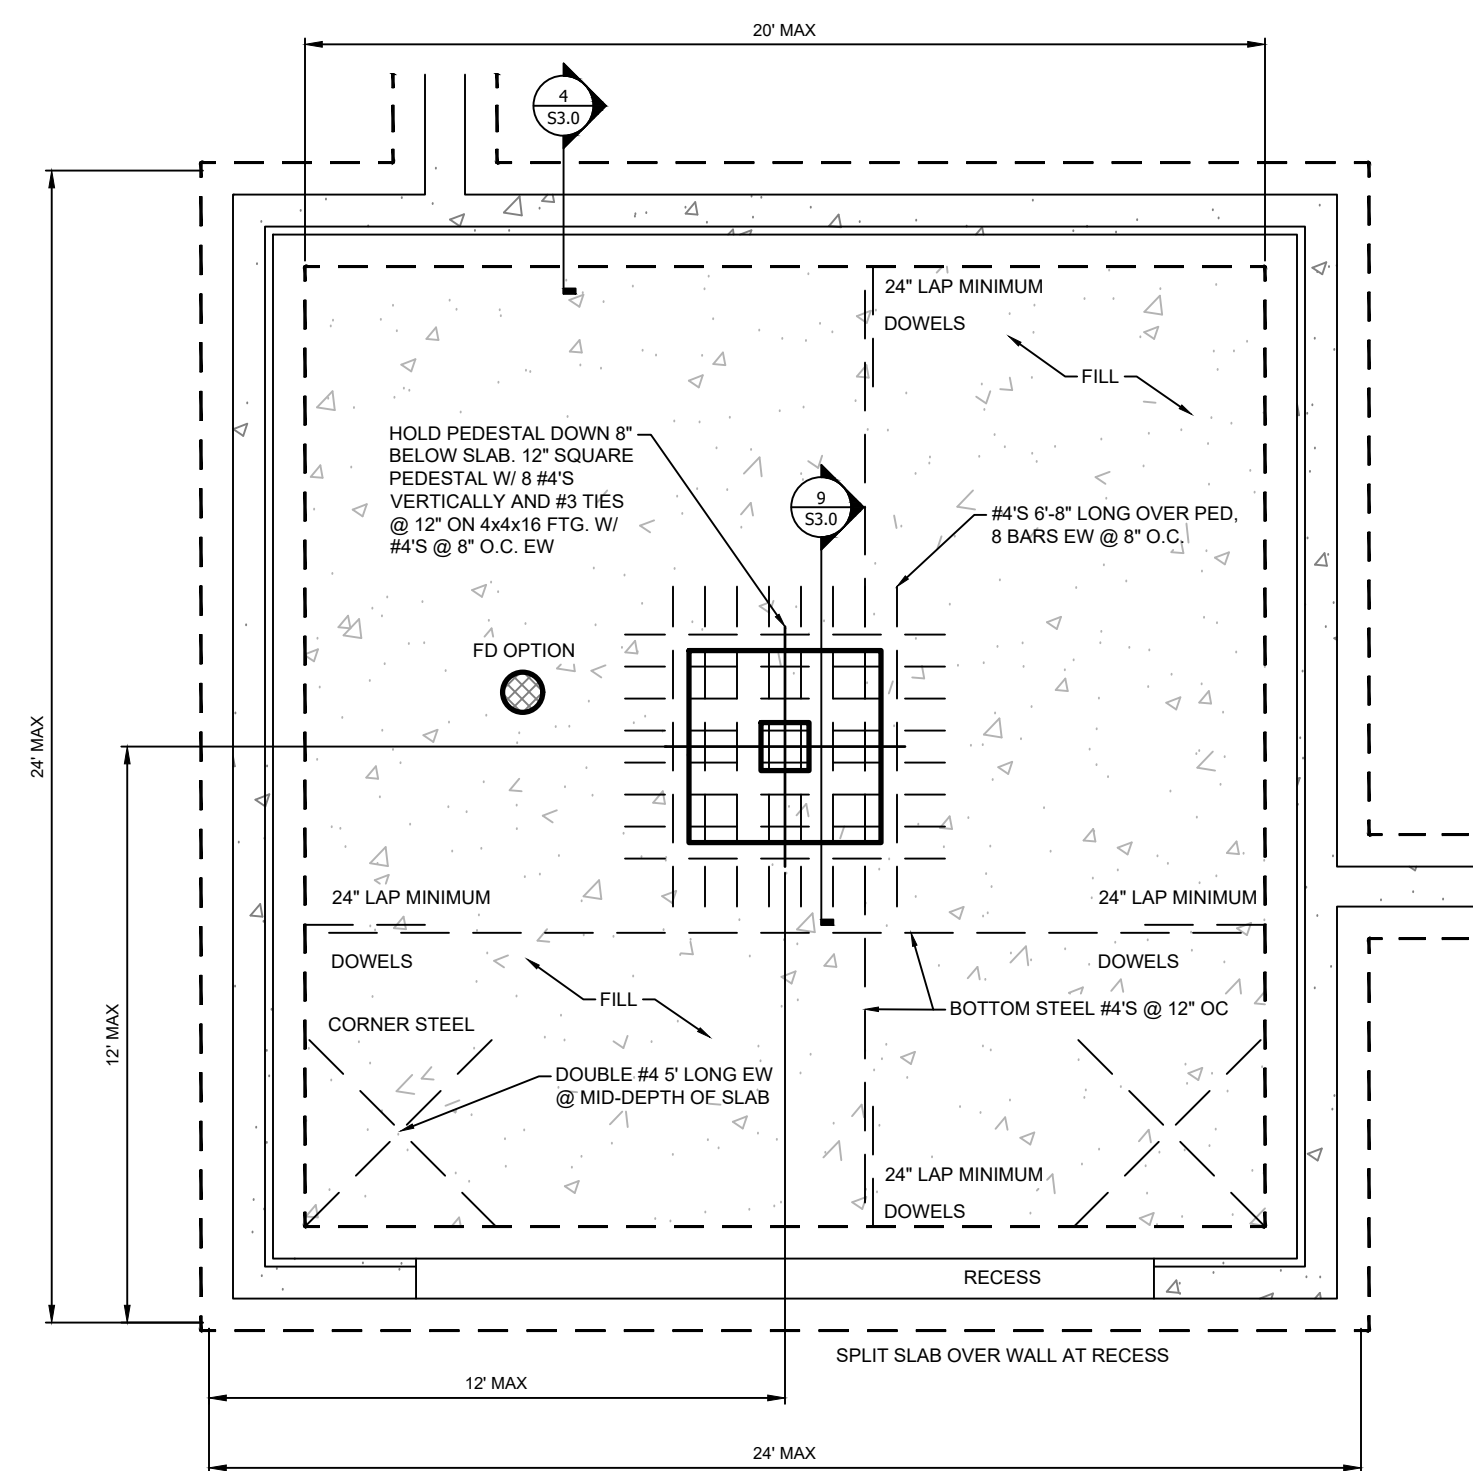 20' MAX
4
S3.0
24" LAP MINIMUM
DOWELS
FILL
HOLD PEDESTAL DOWN 8"
BELOW SLAB. 12" SQUARE
PEDESTAL W/ 8 #4'S
VERTICALLY AND #3 TIES
@ 12" ON 4x4x16 FTG. W/
#4'S @ 8" O.C. EW
9
S3.0
#4'S 6'-8" LONG OVER PED,
8 BARS EW @ 8" O.C.
FD OPTION
24' MAX
24" LAP MINIMUM
24" LAP MINIMUM
DOWELS
DOWELS
FILL
BOTTOM STEEL #4'S @ 12" OC
CORNER STEEL
12' MAX
DOUBLE #4 5' LONG EW
@ MID-DEPTH OF SLAB
24" LAP MINIMUM
DOWELS
RECESS
SPLIT SLAB OVER WALL AT RECESS
12' MAX
24' MAX